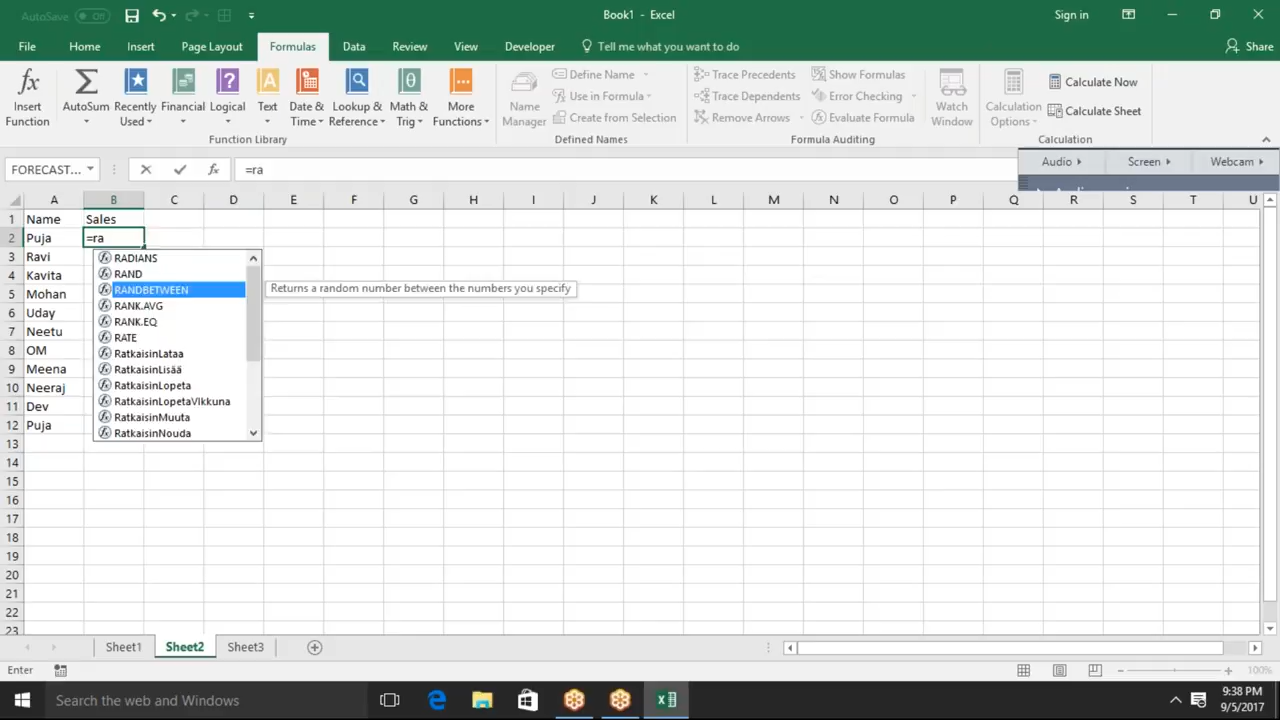 AutoSave Off
Book1 - Excel
Sign in
File Home Insert Page Layout Formulas Data Review View Developer Tell me what you want to do Share
Insert Function
AutoSum
Recently Used
Financial
Logical
Text
Date & Time
Lookup & Reference
Math & Trig
More Functions
Function Library
Name Manager
Define Name
Use in Formula
Create from Selection
Defined Names
Trace Precedents
Trace Dependents
Remove Arrows
Show Formulas
Error Checking
Evaluate Formula
Formula Auditing
Watch Window
Calculation Options
Calculate Now
Calculate Sheet
Calculation
FORECAST... fx =ra
Audio Screen Webcam
A B C D E F G H I J K L M N O P Q R S T U
1 Name Sales
2 Puja =ra
3 Ravi
4 Kavita
5 Mohan
6 Uday
7 Neetu
8 OM
9 Meena
10 Neeraj
11 Dev
12 Puja
13
14
15
16
17
18
19
20
21
22
23
RADIANS
RAND
RANDBETWEEN
RANK.AVG
RANK.EQ
RATE
RatkaisinLataa
RatkaisinLisää
RatkaisinLopeta
RatkaisinLopetaVIkkuna
RatkaisinMuuta
RatkaisinNouda
Returns a random number between the numbers you specify
Sheet1 Sheet2 Sheet3
Enter
100%
Search the web and Windows
9:38 PM
9/5/2017